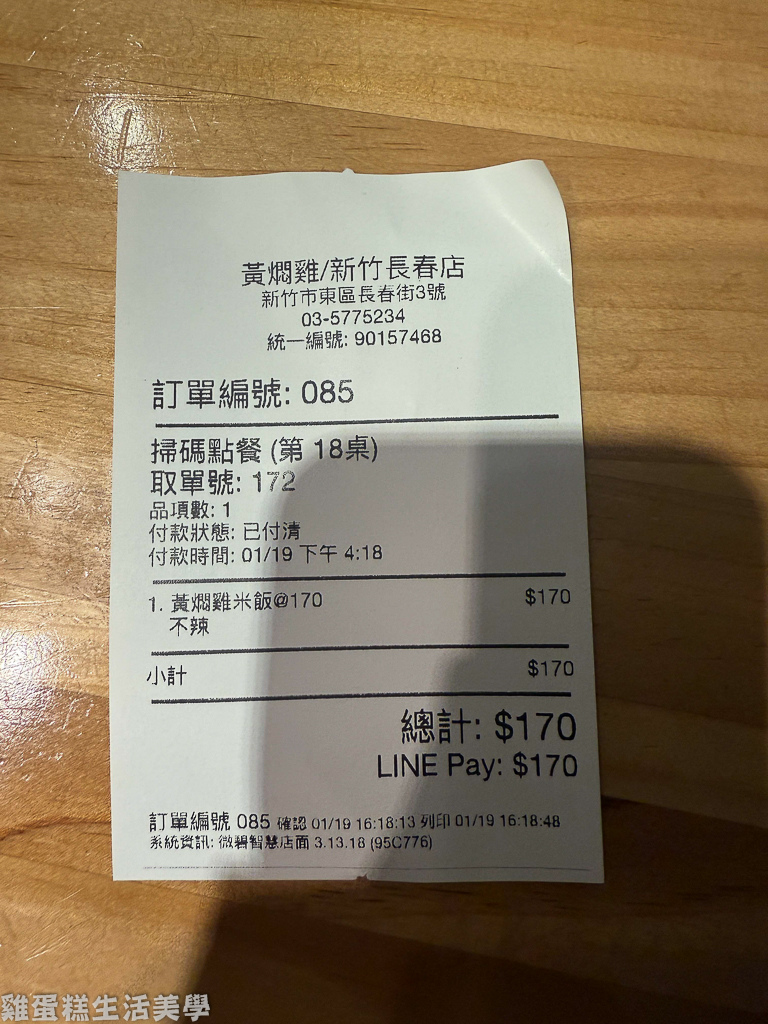 黃燜雞/新竹長春店
新竹市東區長春街3號
03-5775234
統一編號: 90157468
訂單編號: 085
掃碼點餐 (第 18桌)
取單號: 172
品項數: 1
付款狀態: 已付清
付款時間: 01/19 下午 4:18
1. 黃燜雞米飯@170 $170
不辣
小計 $170
總計: $170
LINE Pay: $170
訂單編號 085 確認 01/19 16:18:13 列印 01/19 16:18:48
系統資訊: 微碧智慧店面 3.13.18 (95C776)
雞蛋糕生活美學